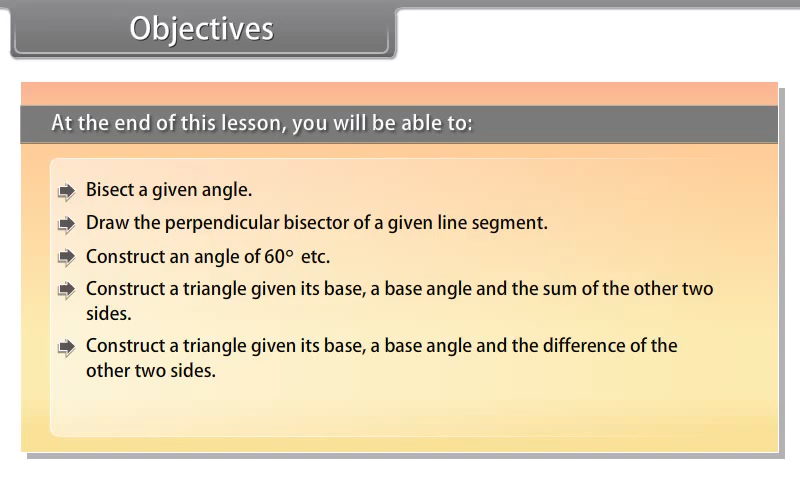 Objectives
At the end of this lesson, you will be able to:
Bisect a given angle.
Draw the perpendicular bisector of a given line segment.
Construct an angle of 60° etc.
Construct a triangle given its base, a base angle and the sum of the other two
sides.
Construct a triangle given its base, a base angle and the difference of the
other two sides.